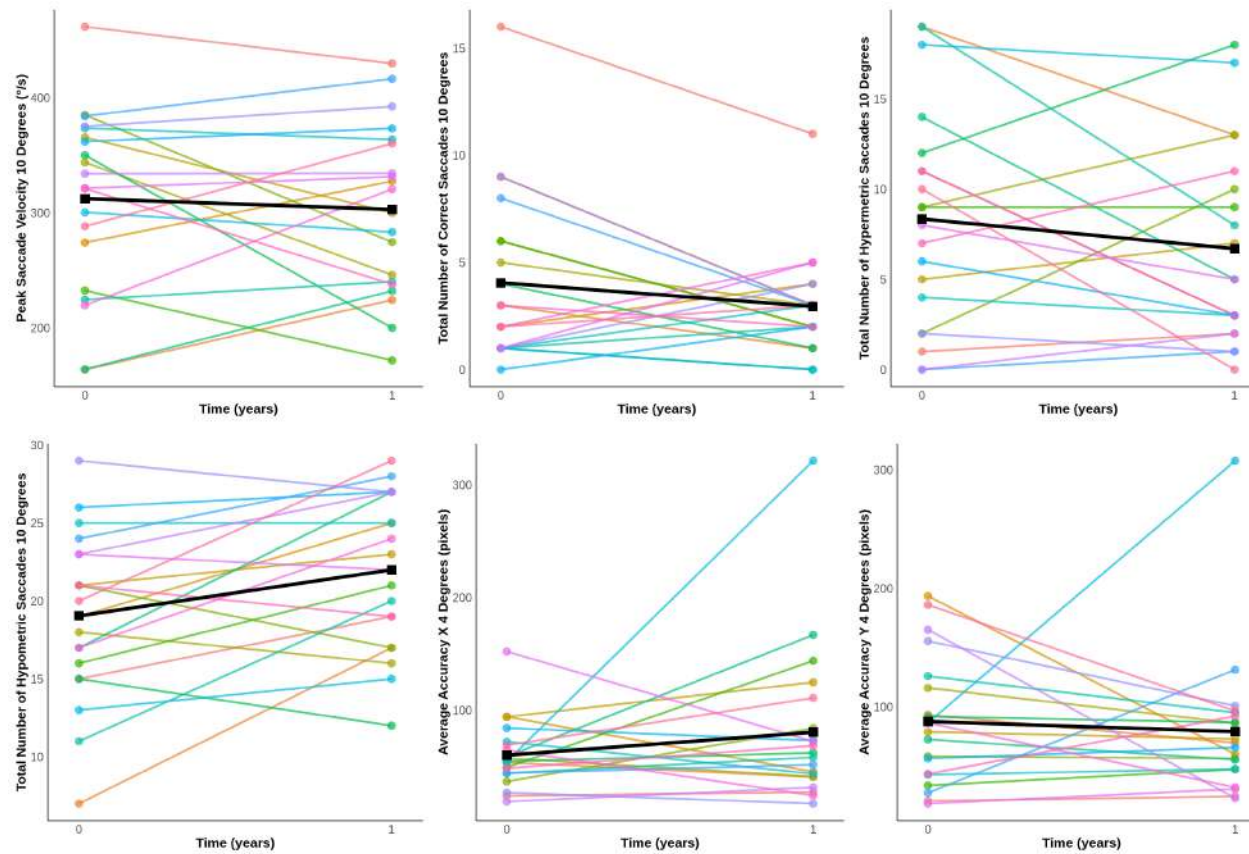 Peak Saccade Velocity 10 Degrees (°/s)
400
300
200
0
1
Time (years)
Total Number of Correct Saccades 10 Degrees
15
10
5
0
0
1
Time (years)
Total Number of Hypermetric Saccades 10 Degrees
15
10
5
0
0
1
Time (years)
Total Number of Hypometric Saccades 10 Degrees
30
25
20
15
10
0
1
Time (years)
Average Accuracy X 4 Degrees (pixels)
300
200
100
0
1
Time (years)
Average Accuracy Y 4 Degrees (pixels)
300
200
100
0
1
Time (years)